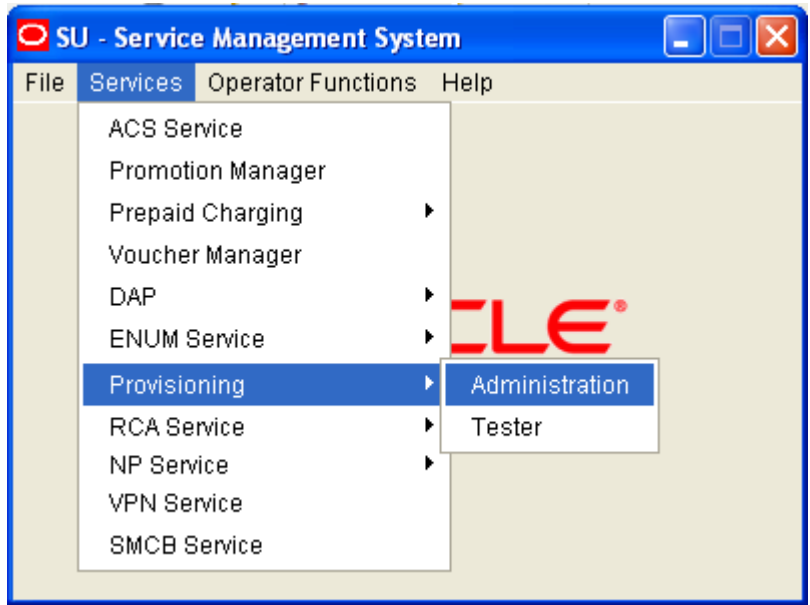 SU - Service Management System
File Services Operator Functions Help
ACS Service
Promotion Manager
Prepaid Charging
Voucher Manager
DAP
ENUM Service
CLE®
Provisioning Administration
RCA Service Tester
NP Service
VPN Service
SMCB Service